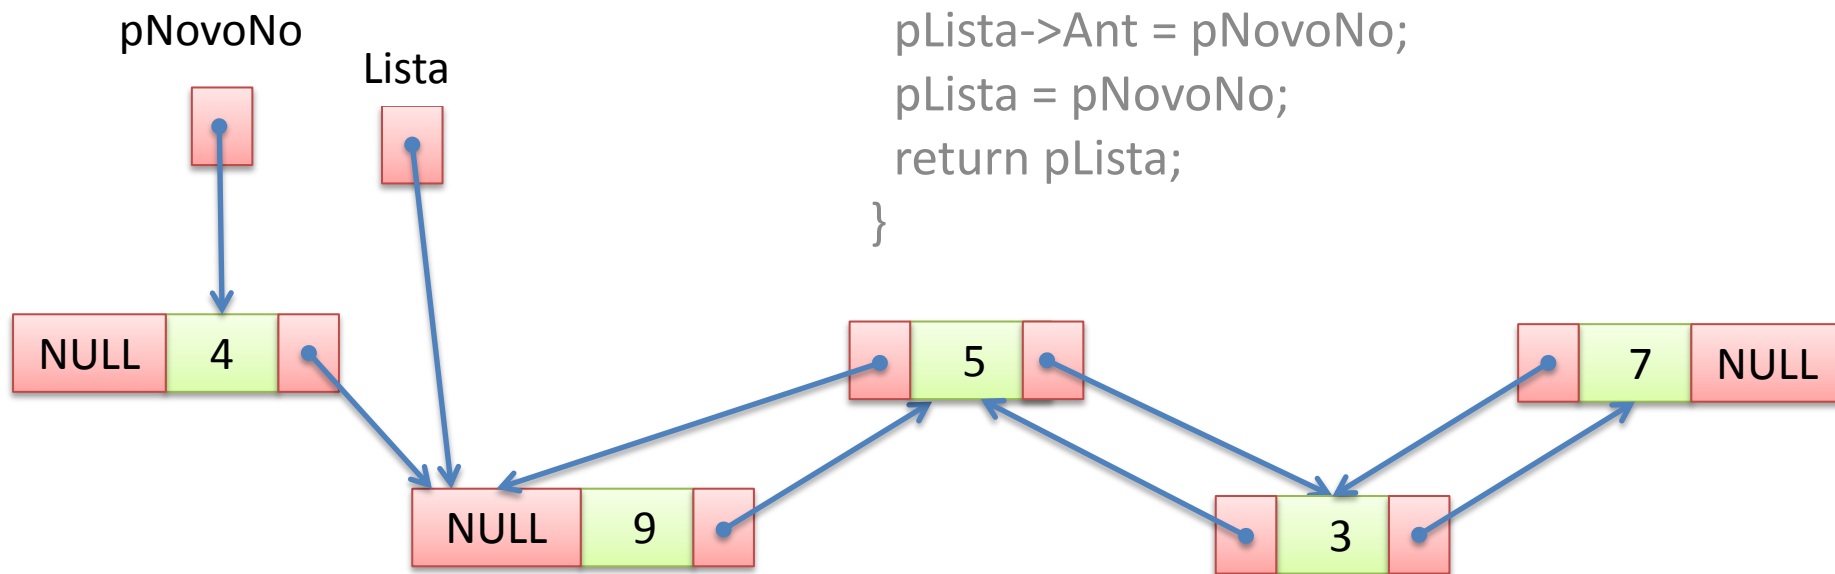 pNovoNo
Lista
pLista->Ant = pNovoNo;
pLista = pNovoNo;
return pLista;
}
NULL 4
5
7 NULL
NULL 9
3